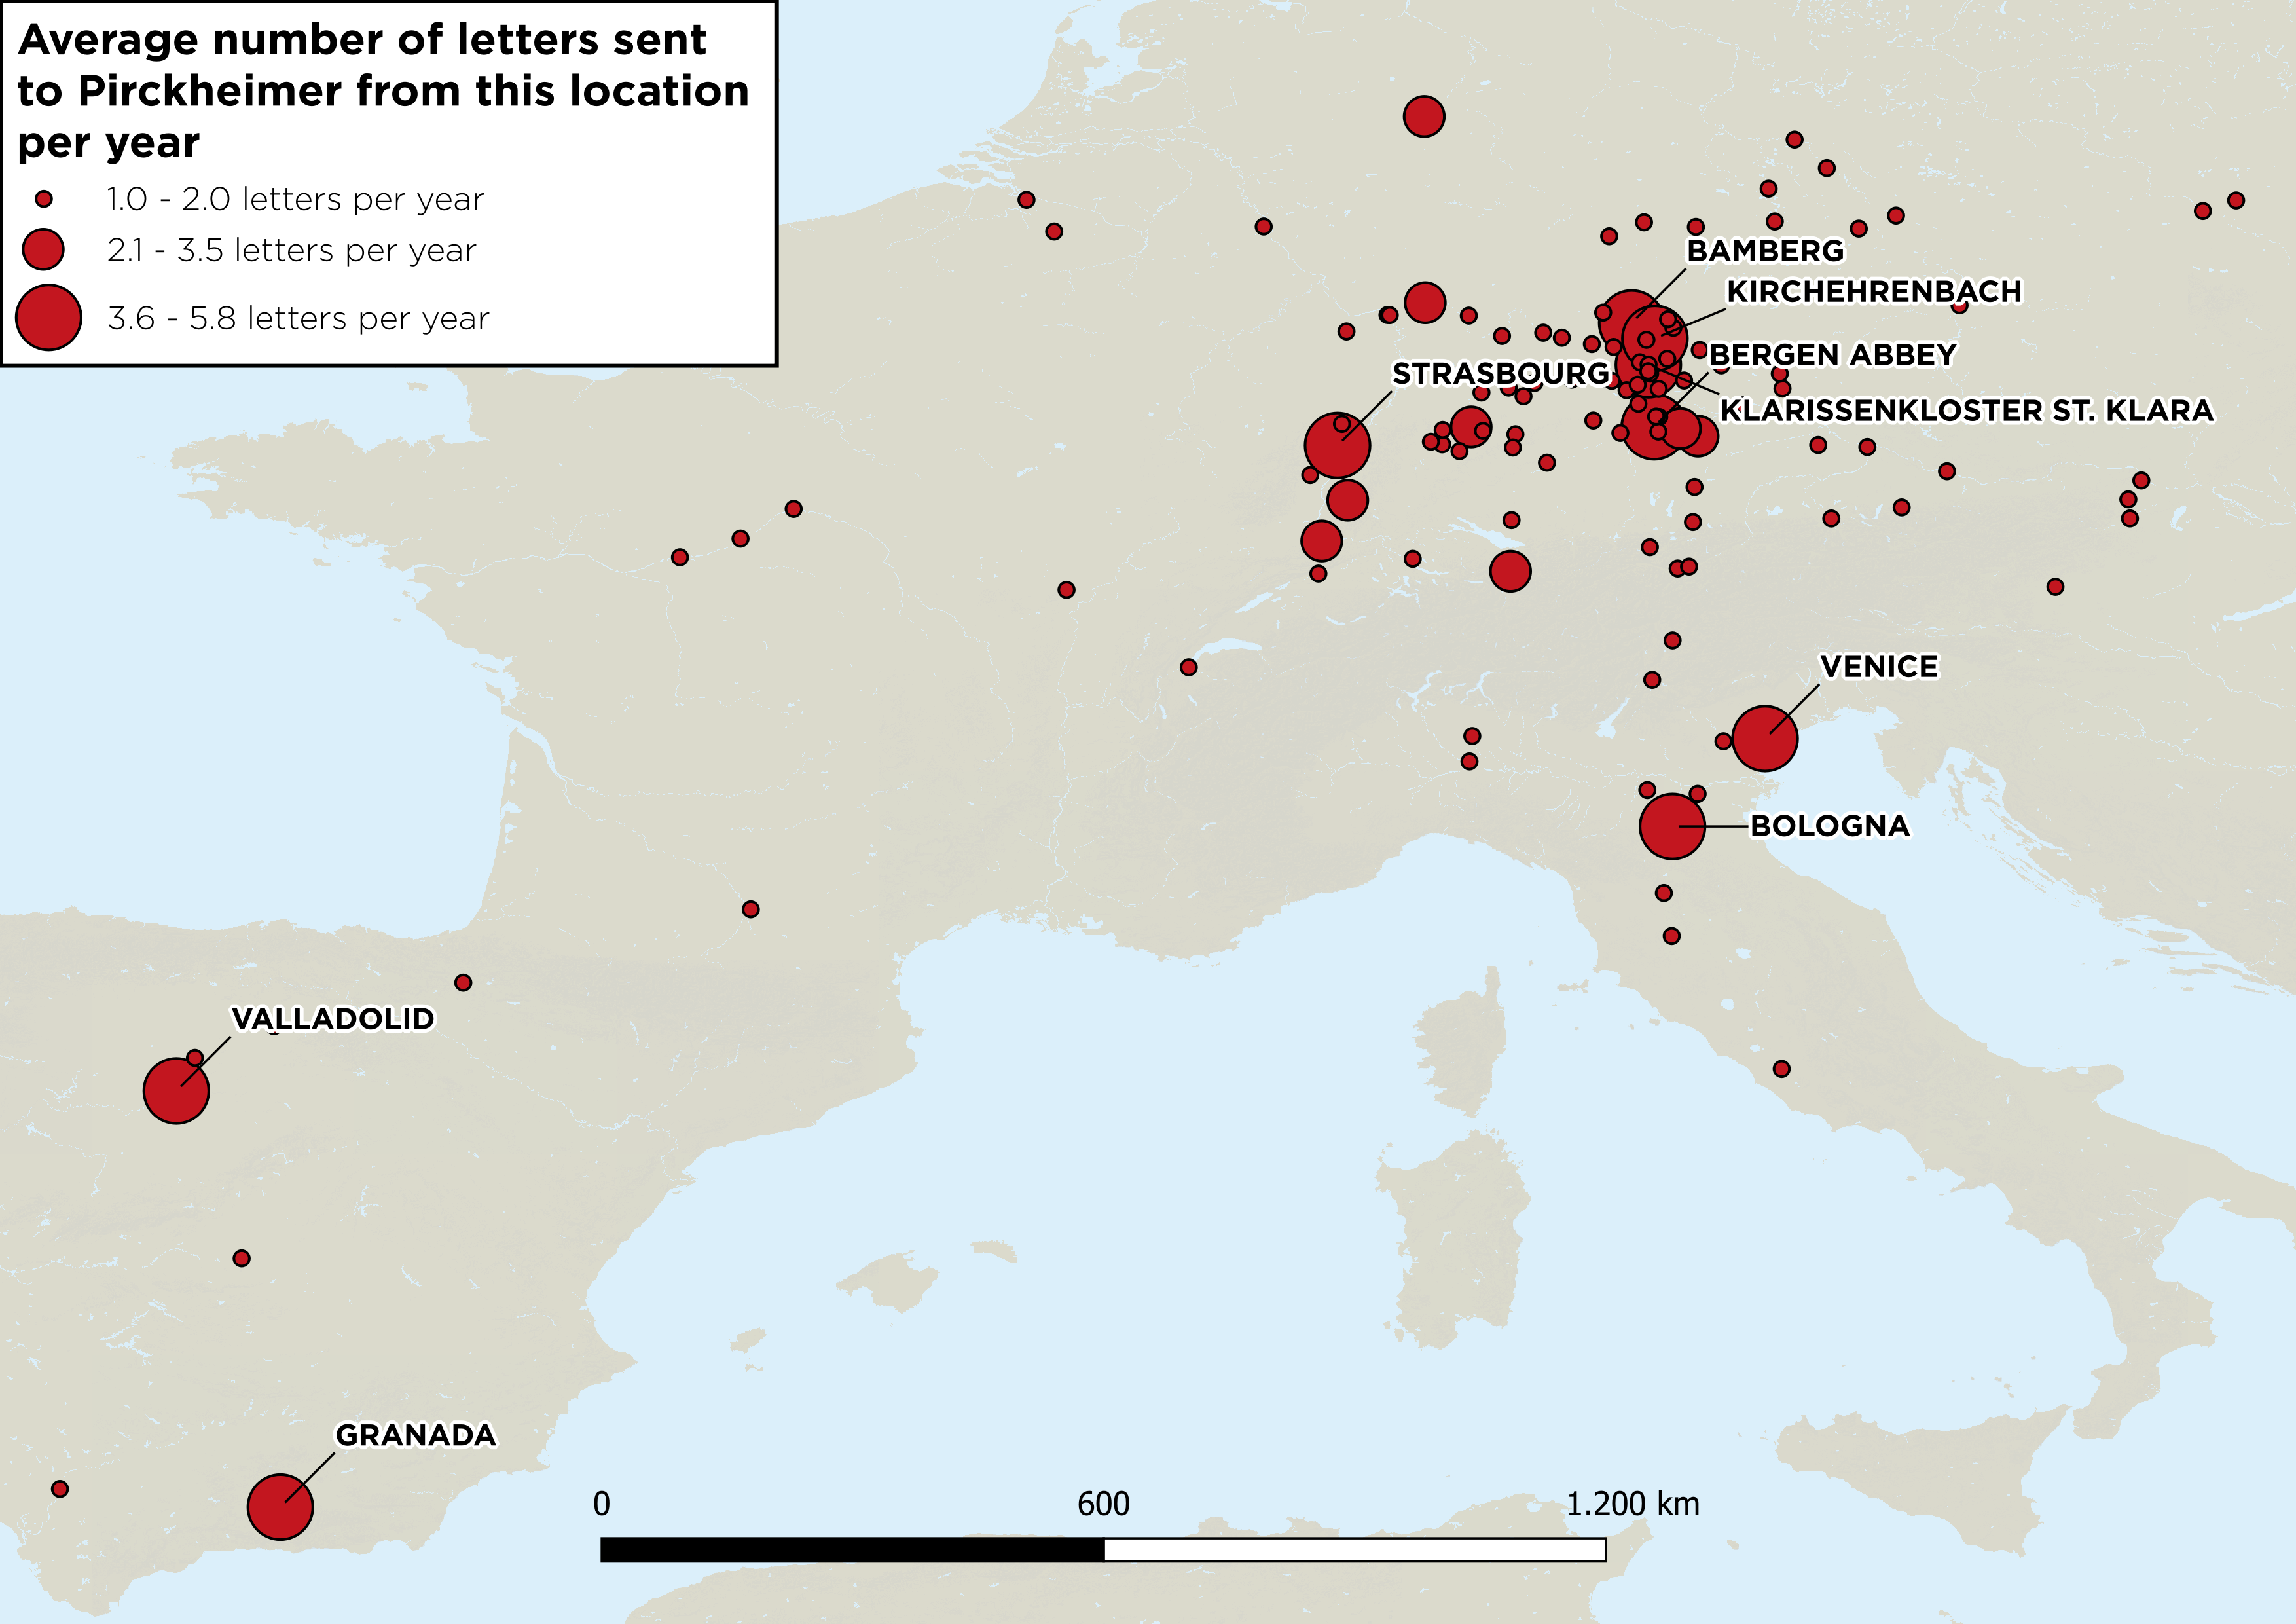 Average number of letters sent
to Pirckheimer from this location
per year
1.0 - 2.0 letters per year
2.1 - 3.5 letters per year
3.6 - 5.8 letters per year
BAMBERG
KIRCHEHRENBACH
BERGEN ABBEY
STRASBOURG
KLARISSENKLOSTER ST. KLARA
VENICE
BOLOGNA
VALLADOLID
GRANADA
0 600 1.200 km